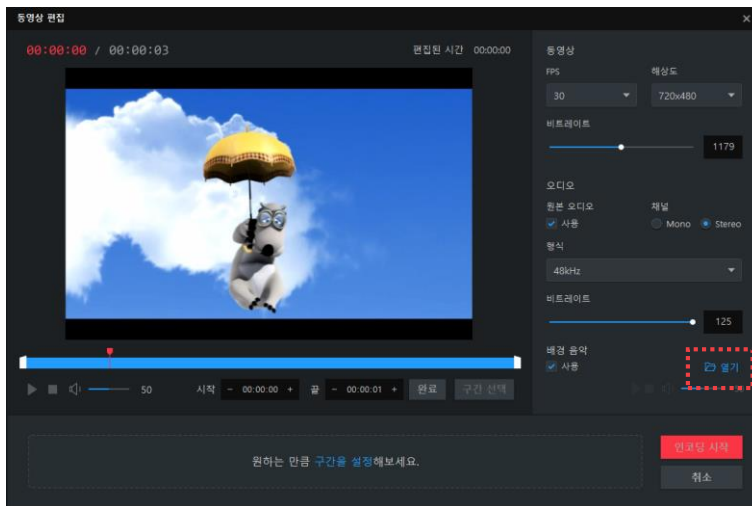 동영상 편집
00:00:00 / 00:00:03
편집된 시간 00:00:00
동영상
FPS
해상도
30
720x480
비트레이트
1179
오디오
원본 오디오
채널
사용
Mono
Stereo
형식
48kHz
비트레이트
125
배경 음악
사용
열기
50
시작 - 00:00:00 + 끝 - 00:00:01 + 완료 구간 선택
원하는 만큼 구간을 설정해보세요.
인코딩 시작
취소